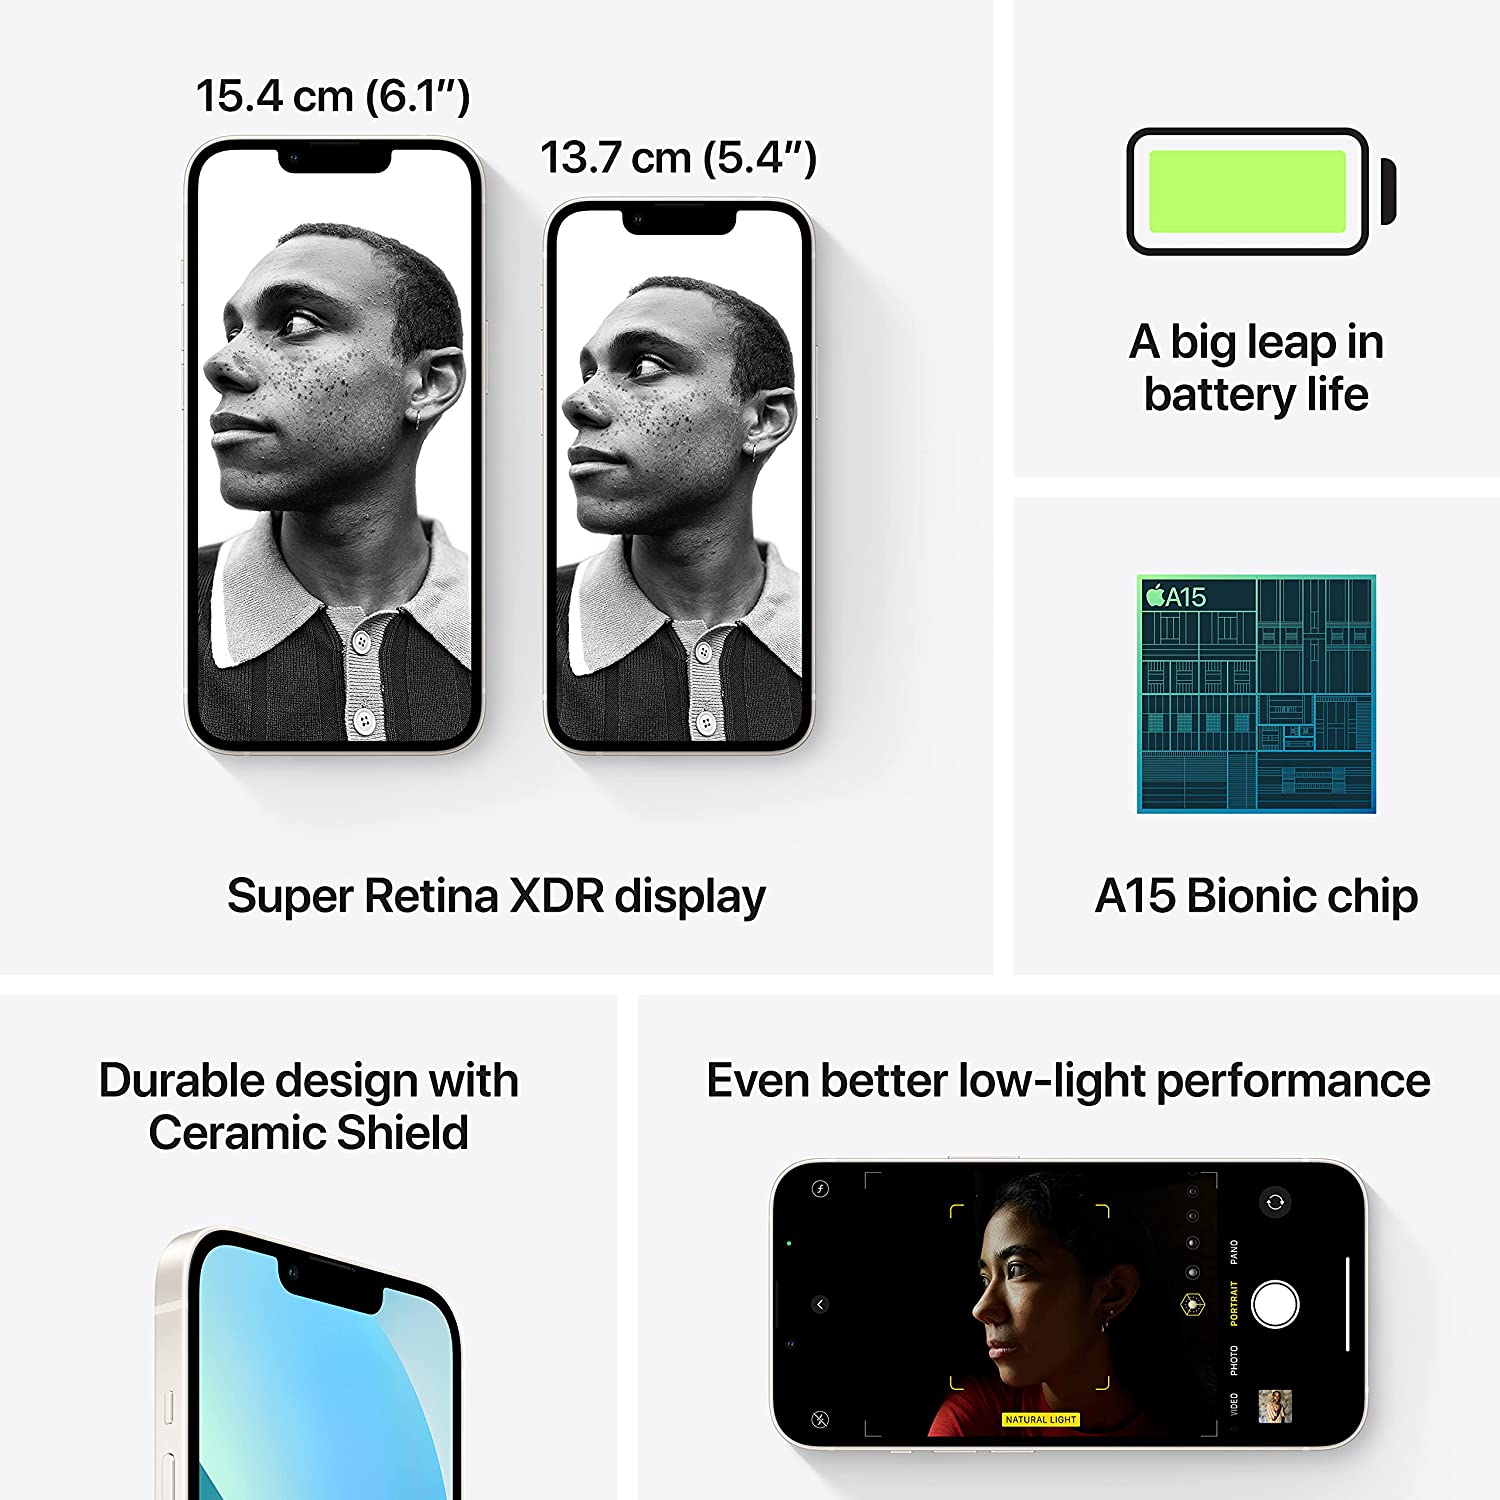 15.4 cm (6.1″)
13.7 cm (5.4″)
Super Retina XDR display
A big leap in
battery life
A15
A15 Bionic chip
Durable design with
Ceramic Shield
Even better low-light performance
PANO
PORTRAIT
PHOTO
VIDEO
NATURAL LIGHT